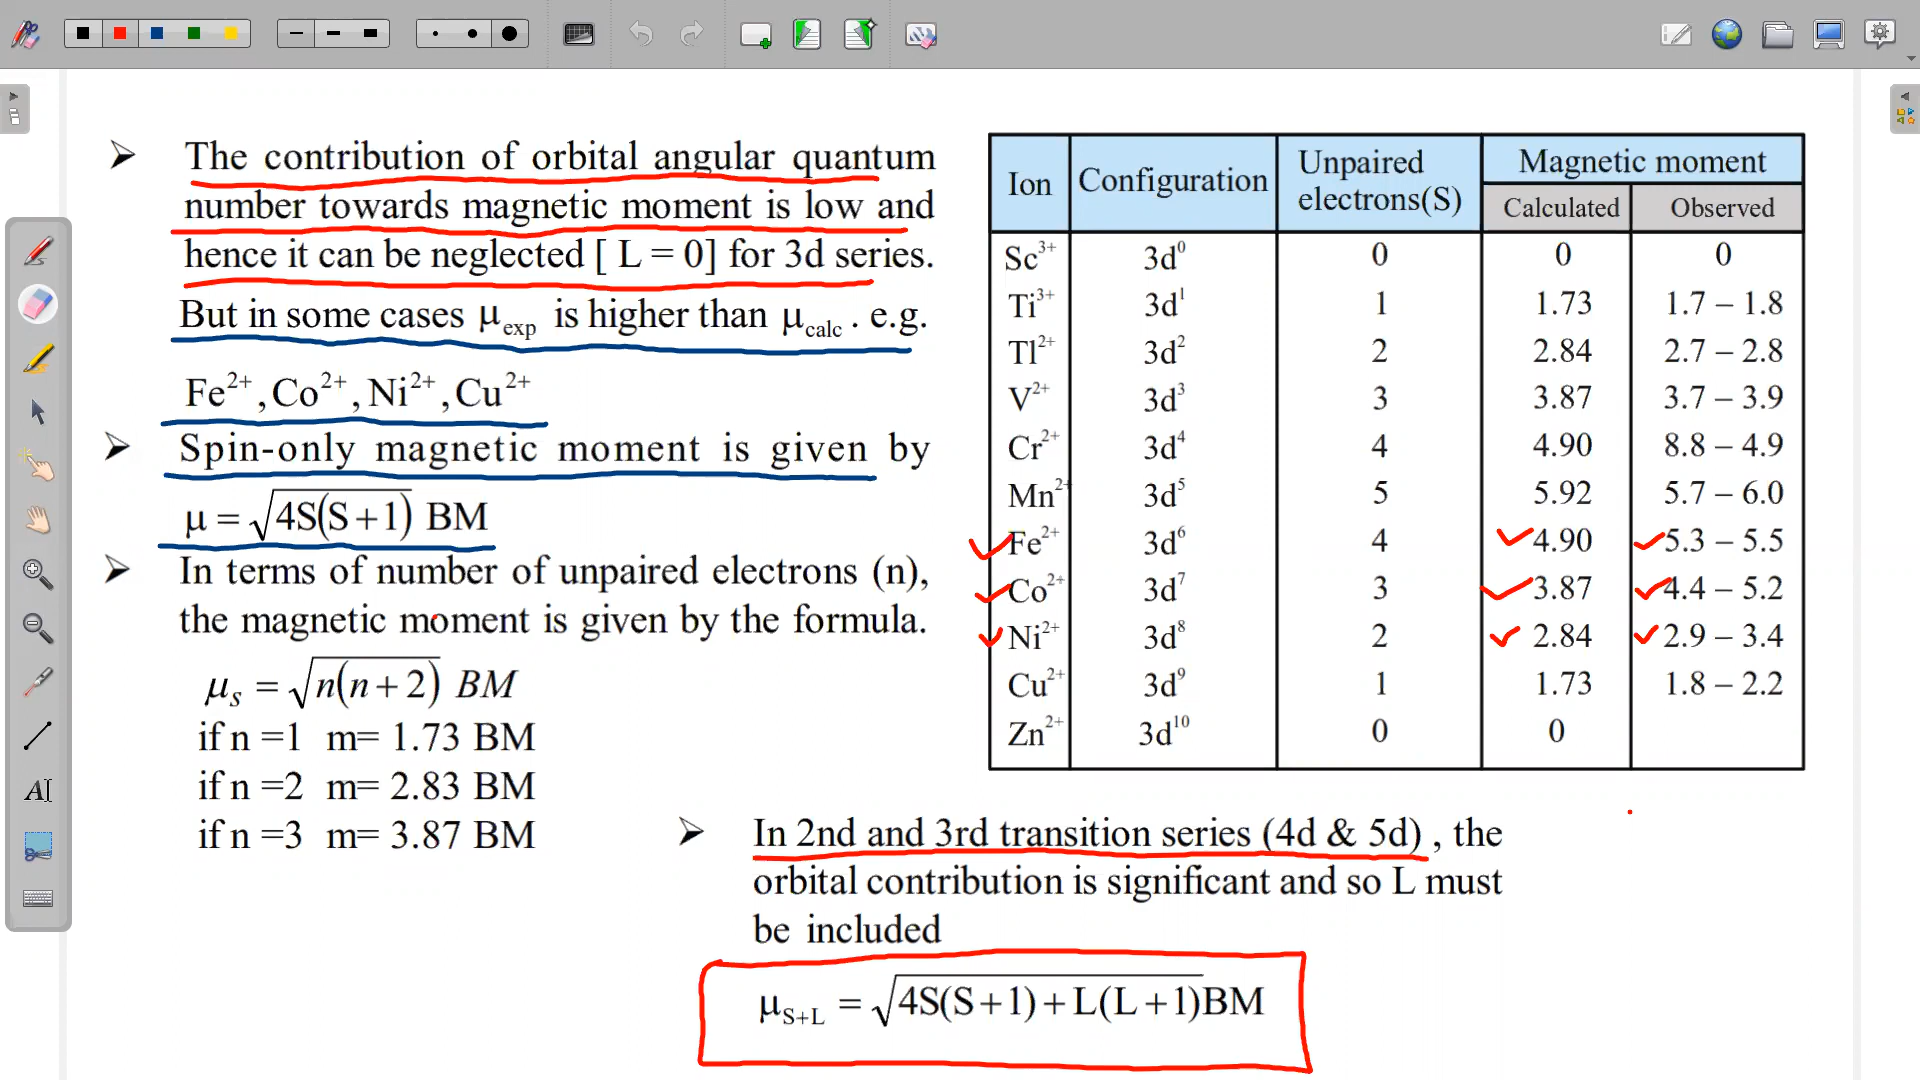 The contribution of orbital angular quantum
number towards magnetic moment is low and
hence it can be neglected [ L = 0] for 3d series.
But in some cases μexp is higher than μcalc . e.g.
Fe²⁺ ,Co²⁺ ,Ni²⁺ ,Cu²⁺
Spin-only magnetic moment is given by
μ = √4S(S+1) BM
In terms of number of unpaired electrons (n),
the magnetic moment is given by the formula.
μs = √n(n+2) BM
if n =1 m= 1.73 BM
if n =2 m= 2.83 BM
if n =3 m= 3.87 BM
Ion Configuration Unpaired electrons(S) Magnetic moment
Calculated Observed
Sc³⁺ 3d⁰ 0 0 0
Ti³⁺ 3d¹ 1 1.73 1.7 – 1.8
Tl²⁺ 3d² 2 2.84 2.7 – 2.8
V²⁺ 3d³ 3 3.87 3.7 – 3.9
Cr²⁺ 3d⁴ 4 4.90 8.8 – 4.9
Mn²⁺ 3d⁵ 5 5.92 5.7 – 6.0
Fe²⁺ 3d⁶ 4 4.90 5.3 – 5.5
Co²⁺ 3d⁷ 3 3.87 4.4 – 5.2
Ni²⁺ 3d⁸ 2 2.84 2.9 – 3.4
Cu²⁺ 3d⁹ 1 1.73 1.8 – 2.2
Zn²⁺ 3d¹⁰ 0 0
In 2nd and 3rd transition series (4d & 5d) , the
orbital contribution is significant and so L must
be included
μS+L = √4S(S+1)+L(L+1)BM